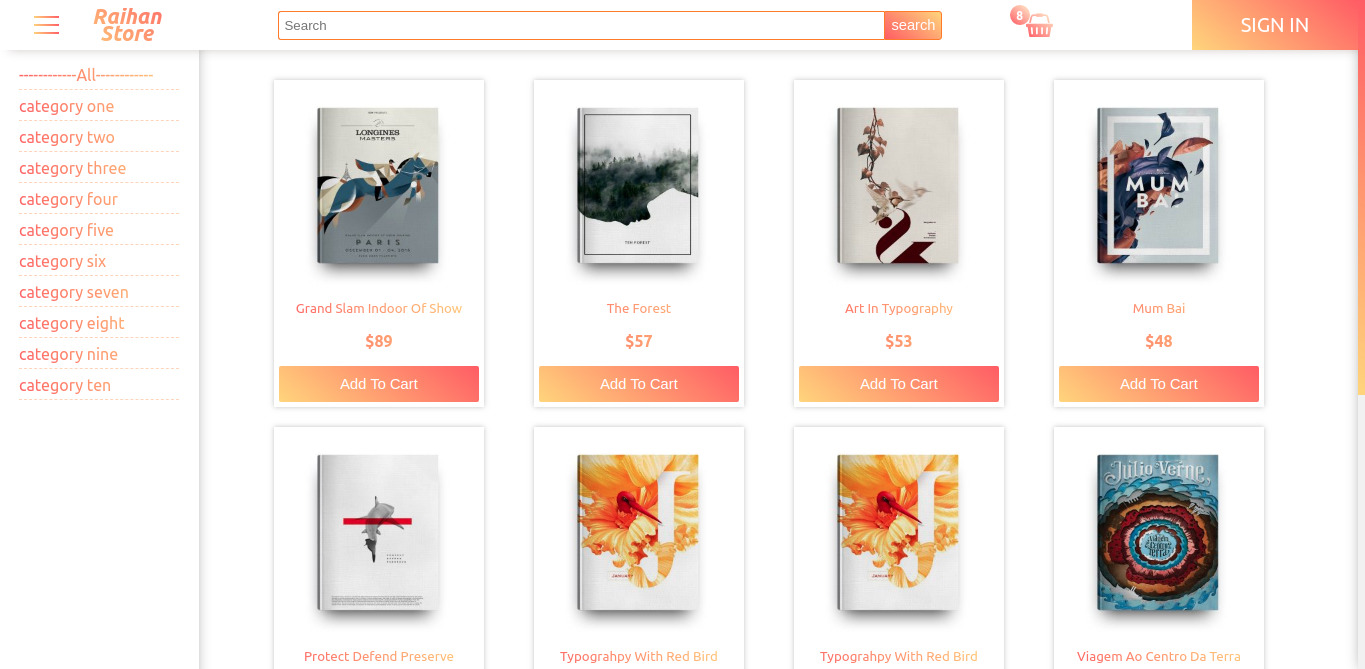 Raihan
Store
Search
search
8
SIGN IN
------------All------------
category one
category two
category three
category four
category five
category six
category seven
category eight
category nine
category ten
LONGINES
MASTERS
PARIS
Grand Slam Indoor Of Show
$89
Add To Cart
THE FOREST
The Forest
$57
Add To Cart
&
Art In Typography
$53
Add To Cart
MUM
BA
Mum Bai
$48
Add To Cart
PROTECT
DEFEND
PRESERVE
Protect Defend Preserve
J
JANUARY
Typograhpy With Red Bird
J
JANUARY
Typograhpy With Red Bird
Julio Verne,
Viagem Ao Centro Da Terra